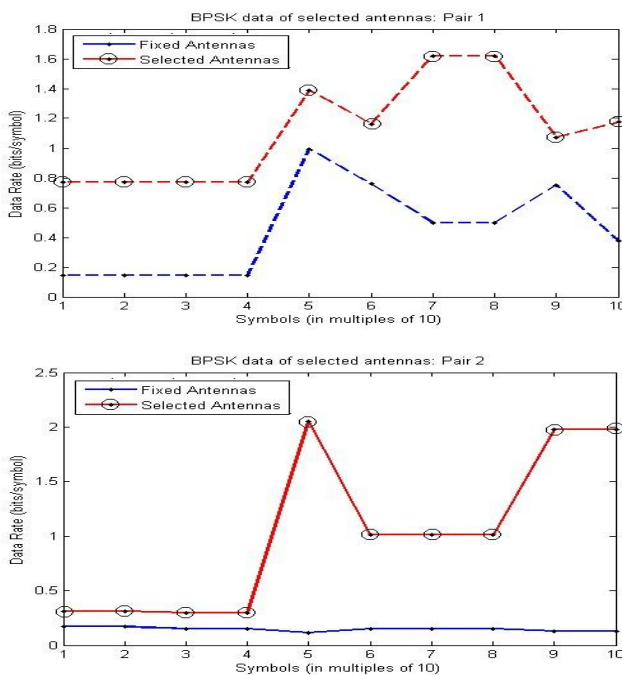 BPSK data of selected antennas: Pair 1
1.8
1.6
1.4
1.2
1
0.8
0.6
0.4
0.2
0
Data Rate (bits/symbol)
Fixed Antennas
Selected Antennas
1 2 3 4 5 6 7 8 9 10
Symbols (in multiples of 10)
BPSK data of selected antennas: Pair 2
2.5
2
1.5
1
0.5
0
Data Rate (bits/symbol)
Fixed Antennas
Selected Antennas
1 2 3 4 5 6 7 8 9 10
Symbols (in multiples of 10)